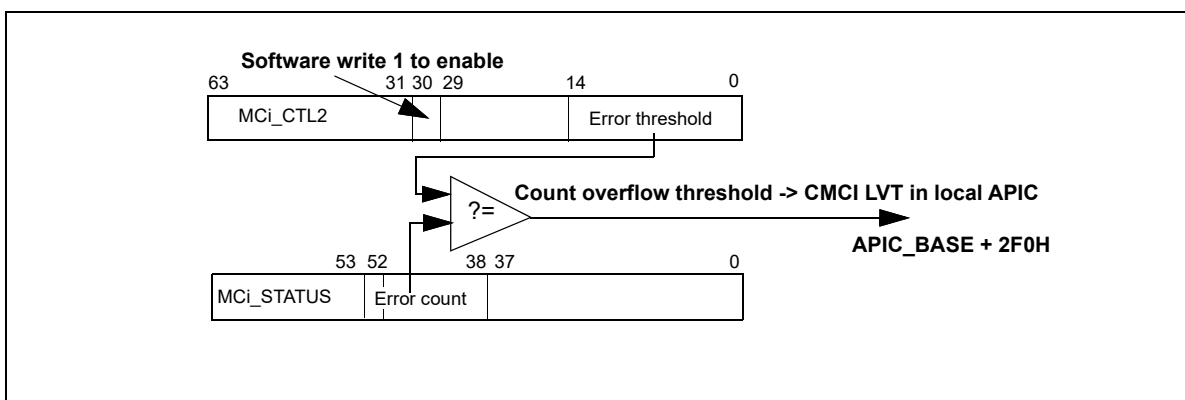 Software write 1 to enable
63 31 30 29 14 0
MCi_CTL2 Error threshold
Count overflow threshold -> CMCI LVT in local APIC
?=
APIC_BASE + 2F0H
53 52 38 37 0
MCi_STATUS Error count